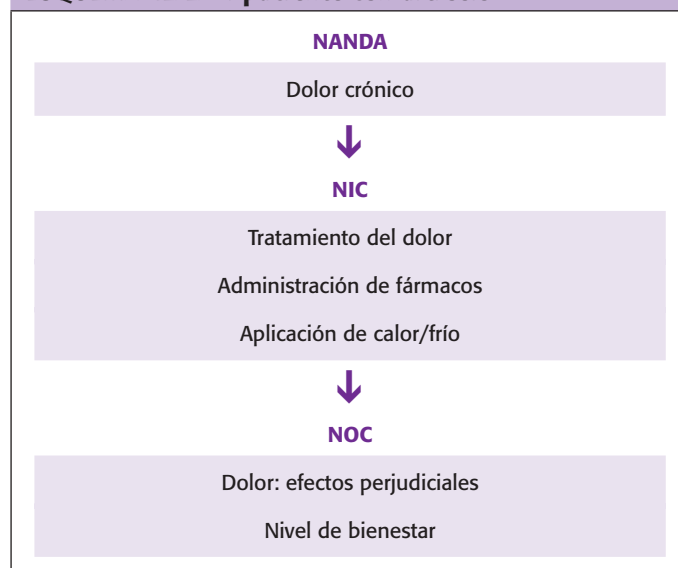 NANDA
Dolor crónico
NIC
Tratamiento del dolor
Administración de fármacos
Aplicación de calor/frío
NOC
Dolor: efectos perjudiciales
Nivel de bienestar